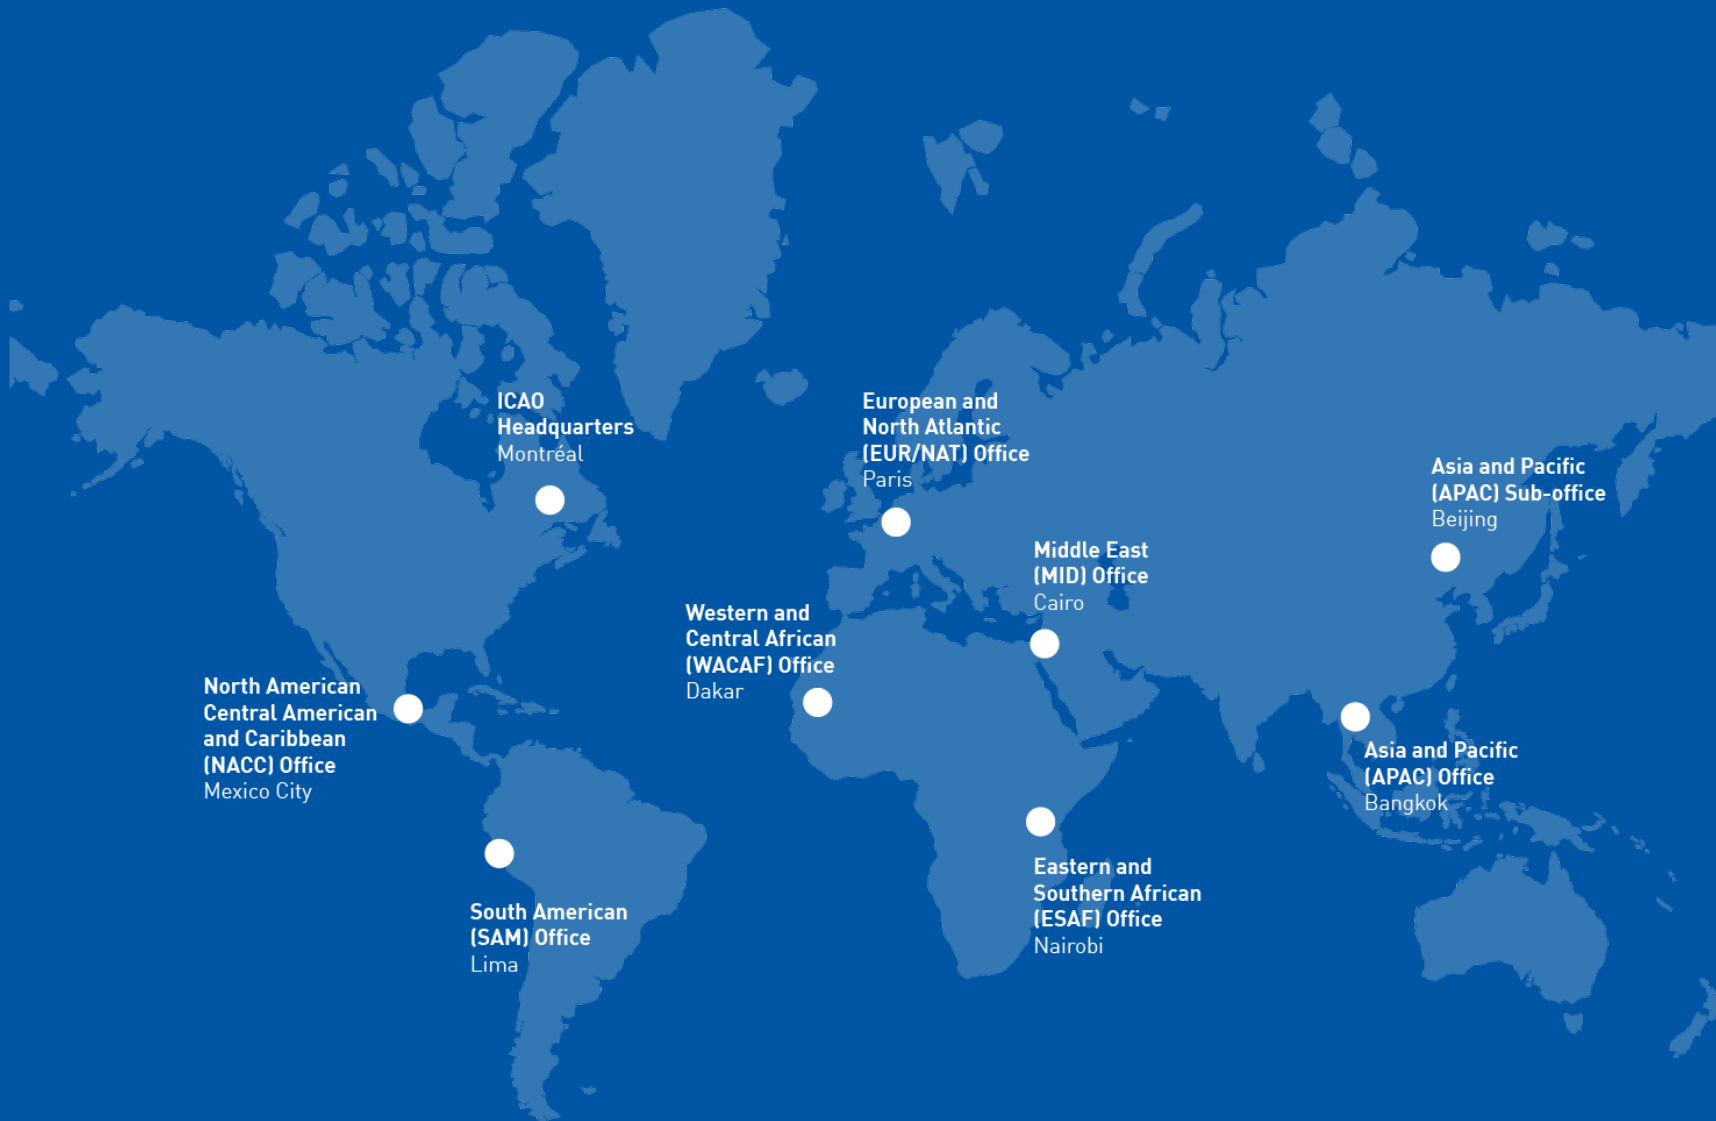 ICAO
Headquarters
Montréal
European and
North Atlantic
(EUR/NAT) Office
Paris
Asia and Pacific
(APAC) Sub-office
Beijing
Middle East
(MID) Office
Cairo
Western and
Central African
(WACAF) Office
Dakar
North American
Central American
and Caribbean
(NACC) Office
Mexico City
Asia and Pacific
(APAC) Office
Bangkok
Eastern and
Southern African
(ESAF) Office
Nairobi
South American
(SAM) Office
Lima